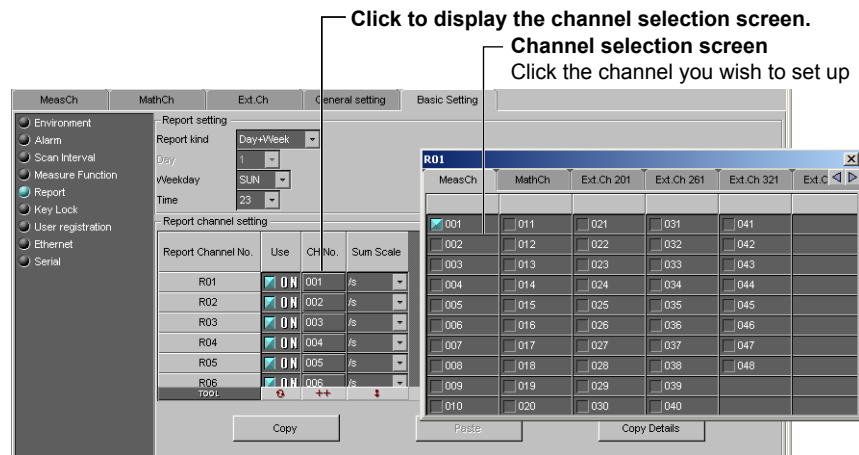 Click to display the channel selection screen.
Channel selection screen
Click the channel you wish to set up
MeasCh MathCh Ext.Ch General setting Basic Setting
Environment
Alarm
Scan Interval
Measure Function
Report
Key Lock
User registration
Ethernet
Serial
Report setting
Report kind Day+Week
Day 1
Weekday SUN
Time 23
Report channel setting
Report Channel No. Use CH No. Sum Scale
R01 ON 001 /s
R02 ON 002 /s
R03 ON 003 /s
R04 ON 004 /s
R05 ON 005 /s
R06 ON 006 /s
TOOL
Copy Paste Copy Details
R01
MeasCh MathCh Ext.Ch 201 Ext.Ch 261 Ext.Ch 321 Ext.C
001 011 021 031 041
002 012 022 032 042
003 013 023 033 043
004 014 024 034 044
005 015 025 035 045
006 016 026 036 046
007 017 027 037 047
008 018 028 038 048
009 019 029 039
010 020 030 040